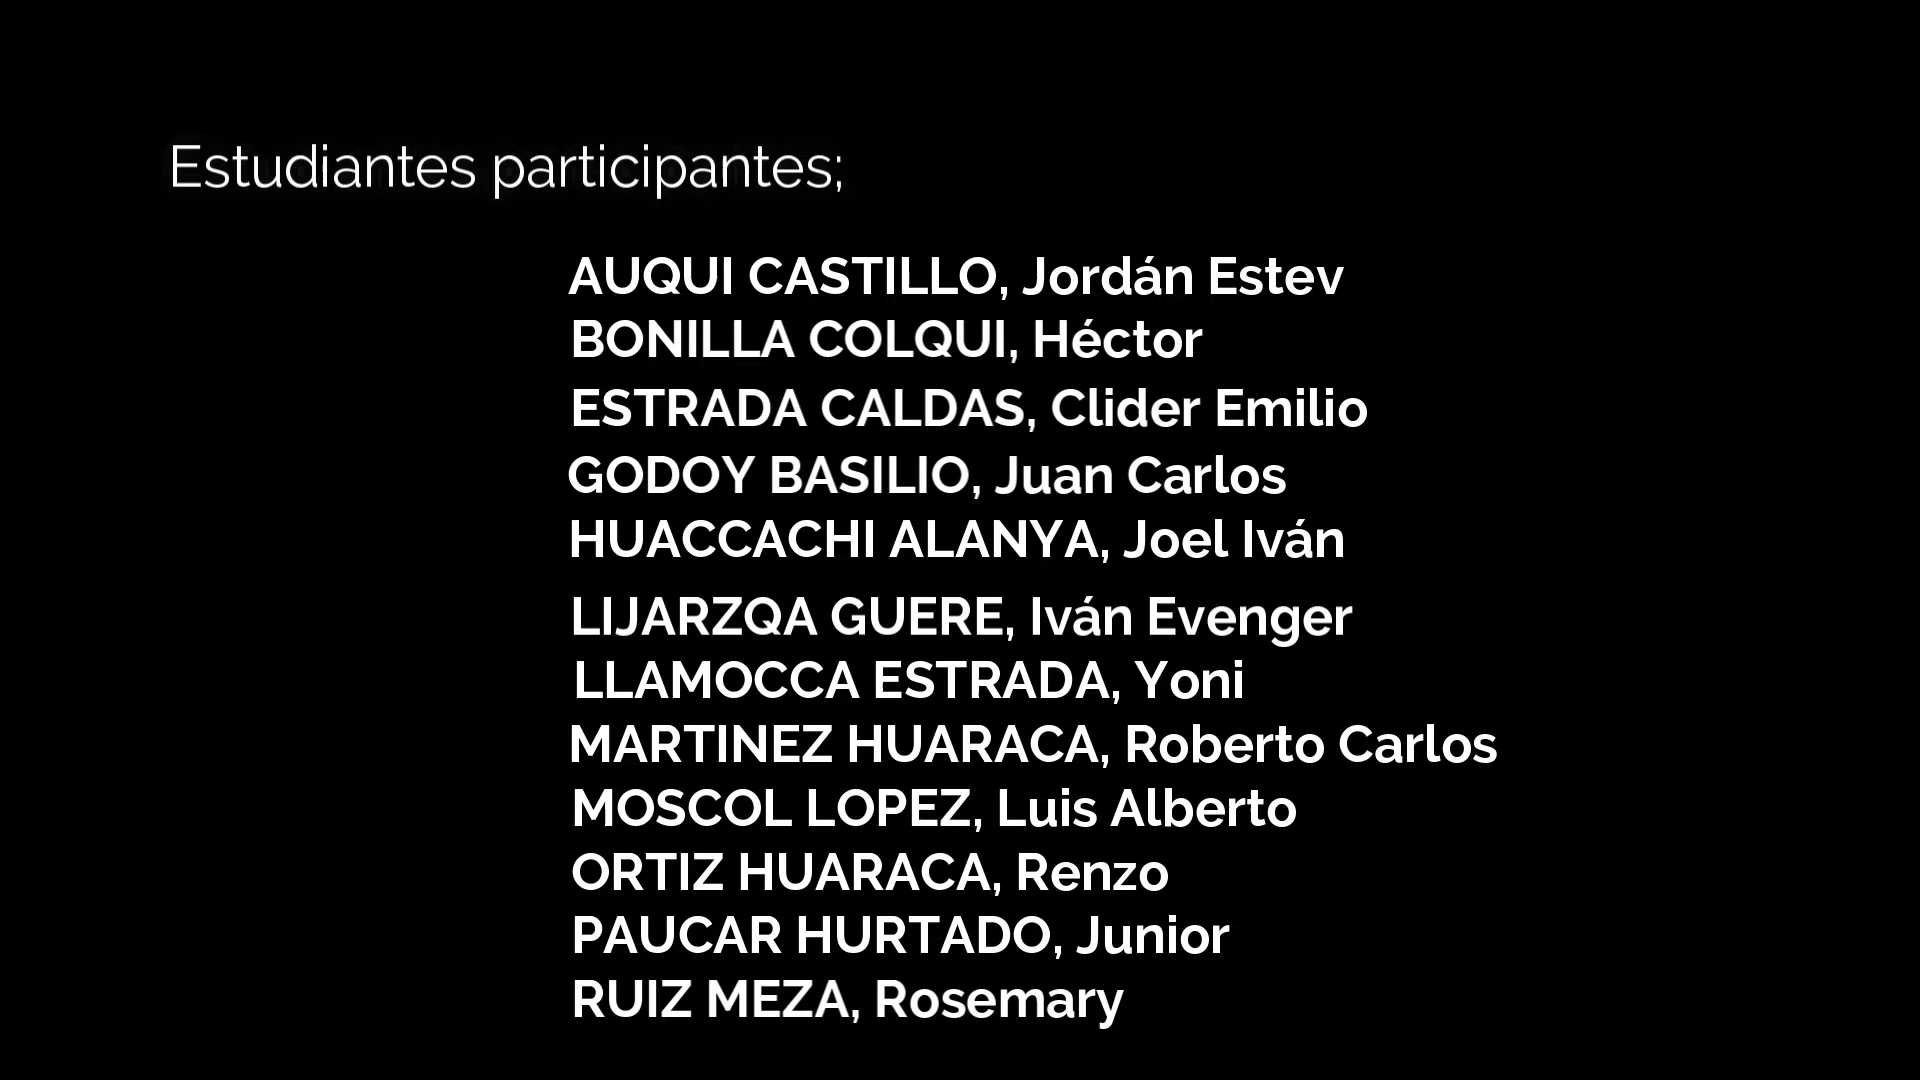 Estudiantes participantes;
AUQUI CASTILLO, Jordán Estev
BONILLA COLQUI, Héctor
ESTRADA CALDAS, Clider Emilio
GODOY BASILIO, Juan Carlos
HUACCACHI ALANYA, Joel Iván
LIJARZQA GUERE, Iván Evenger
LLAMOCCA ESTRADA, Yoni
MARTINEZ HUARACA, Roberto Carlos
MOSCOL LOPEZ, Luis Alberto
ORTIZ HUARACA, Renzo
PAUCAR HURTADO, Junior
RUIZ MEZA, Rosemary